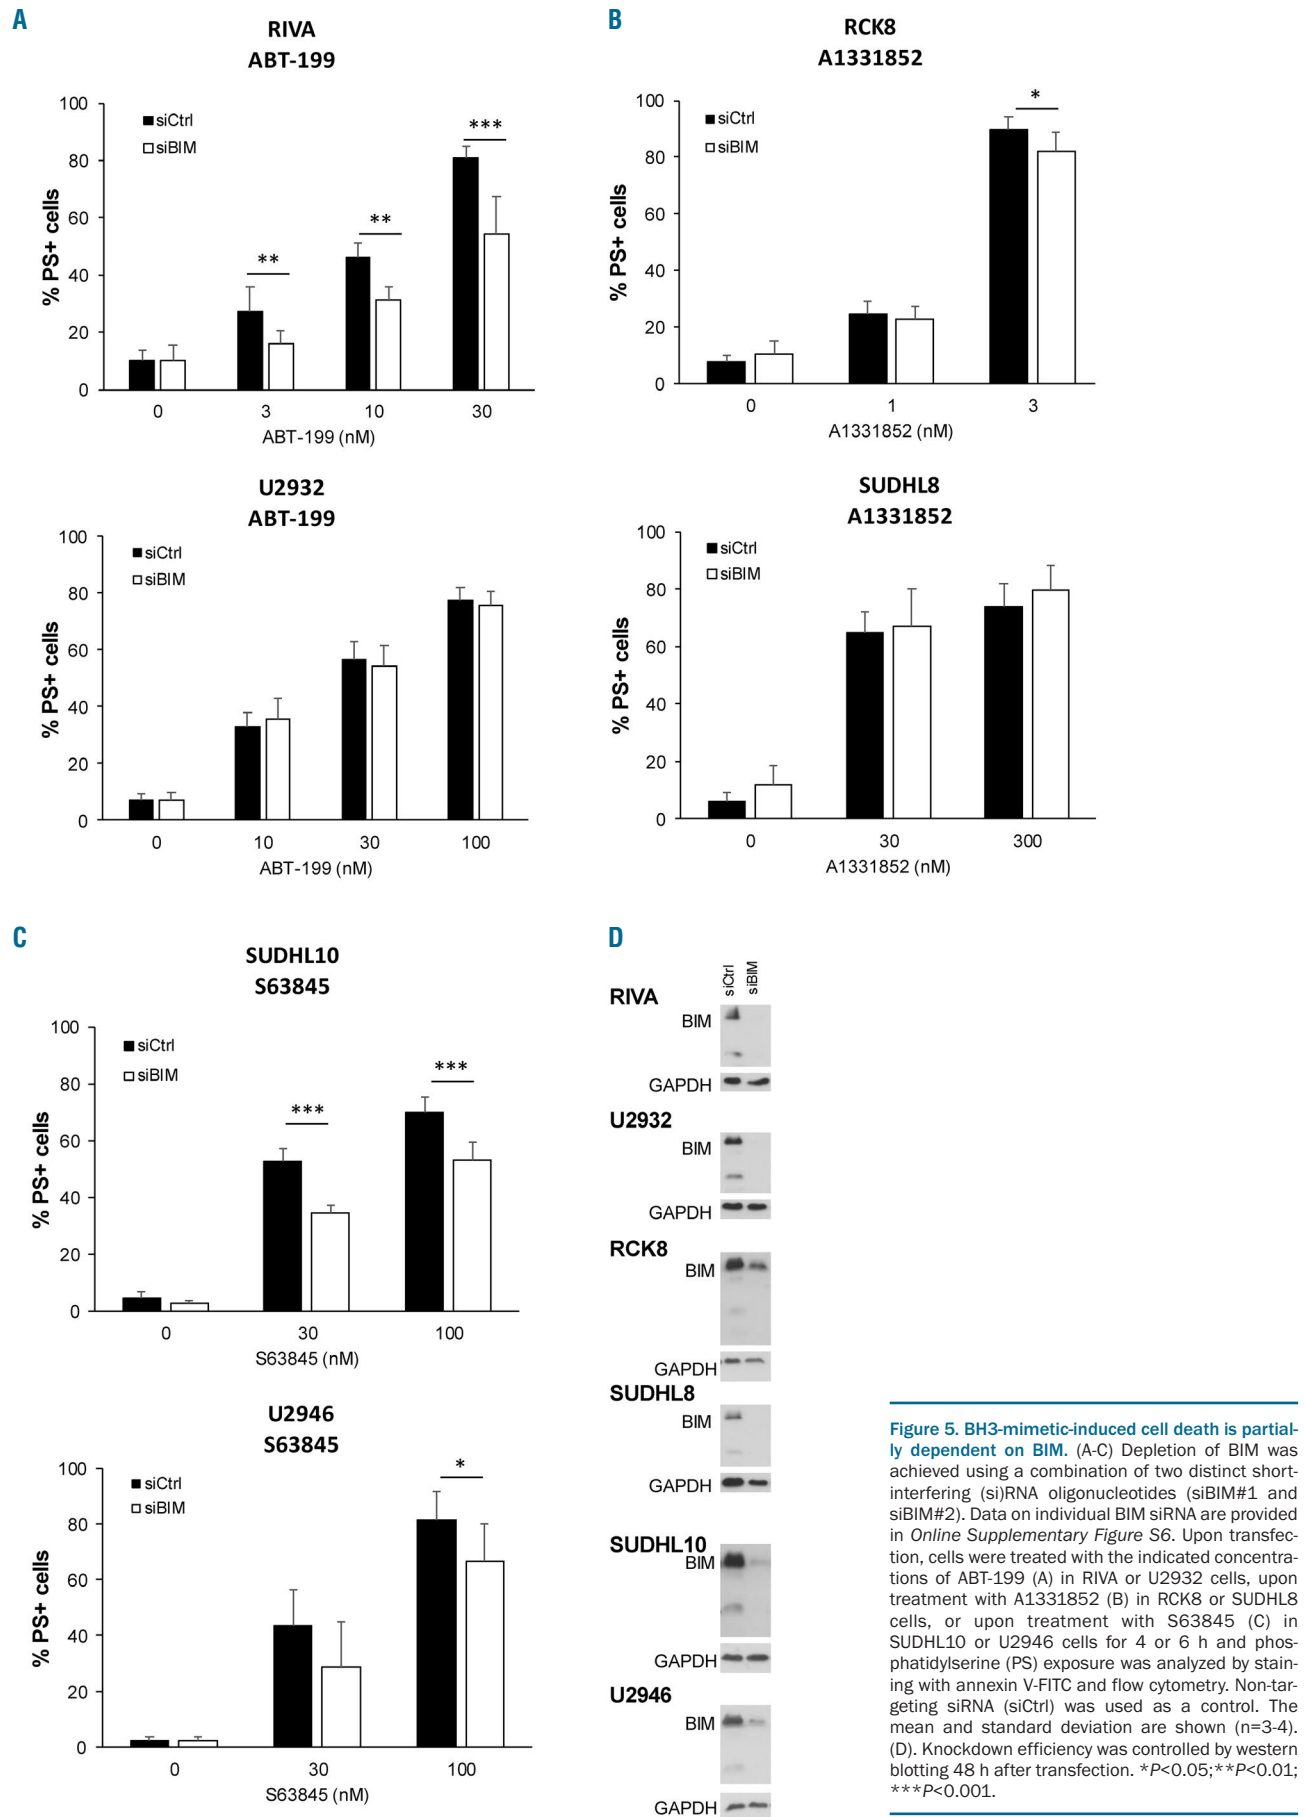 A
RIVA
ABT-199
% PS+ cells
100
80
60
40
20
0
siCtrl
siBIM
**
**
***
0 3 10 30
ABT-199 (nM)
U2932
ABT-199
% PS+ cells
100
80
60
40
20
0
siCtrl
siBIM
0 10 30 100
ABT-199 (nM)
B
RCK8
A1331852
% PS+ cells
100
80
60
40
20
0
siCtrl
siBIM
*
0 1 3
A1331852 (nM)
SUDHL8
A1331852
% PS+ cells
100
80
60
40
20
0
siCtrl
siBIM
0 30 300
A1331852 (nM)
C
SUDHL10
S63845
% PS+ cells
100
80
60
40
20
0
siCtrl
siBIM
***
***
0 30 100
S63845 (nM)
U2946
S63845
% PS+ cells
100
80
60
40
20
0
siCtrl
siBIM
*
0 30 100
S63845 (nM)
D
siCtrl
siBIM
RIVA
BIM
GAPDH
U2932
BIM
GAPDH
RCK8
BIM
GAPDH
SUDHL8
BIM
GAPDH
SUDHL10
BIM
GAPDH
U2946
BIM
GAPDH
Figure 5. BH3-mimetic-induced cell death is partial-
ly dependent on BIM. (A-C) Depletion of BIM was
achieved using a combination of two distinct short-
interfering (si)RNA oligonucleotides (siBIM#1 and
siBIM#2). Data on individual BIM siRNA are provided
in Online Supplementary Figure S6. Upon transfec-
tion, cells were treated with the indicated concentra-
tions of ABT-199 (A) in RIVA or U2932 cells, upon
treatment with A1331852 (B) in RCK8 or SUDHL8
cells, or upon treatment with S63845 (C) in
SUDHL10 or U2946 cells for 4 or 6 h and phos-
phatidylserine (PS) exposure was analyzed by stain-
ing with annexin V-FITC and flow cytometry. Non-tar-
geting siRNA (siCtrl) was used as a control. The
mean and standard deviation are shown (n=3-4).
(D). Knockdown efficiency was controlled by western
blotting 48 h after transfection. *P<0.05;**P<0.01;
***P<0.001.